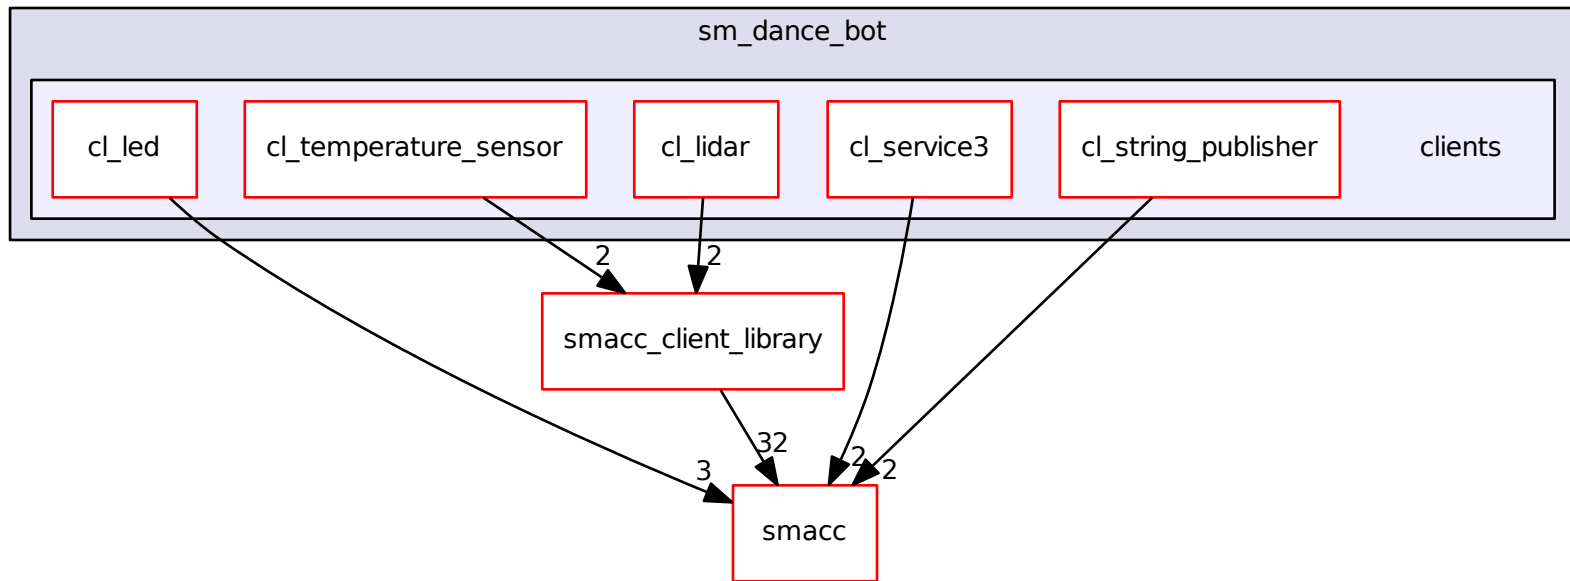 sm_dance_bot
cl_led
cl_temperature_sensor
cl_lidar
cl_service3
cl_string_publisher
clients
2
2
smacc_client_library
32
2
2
3
smacc